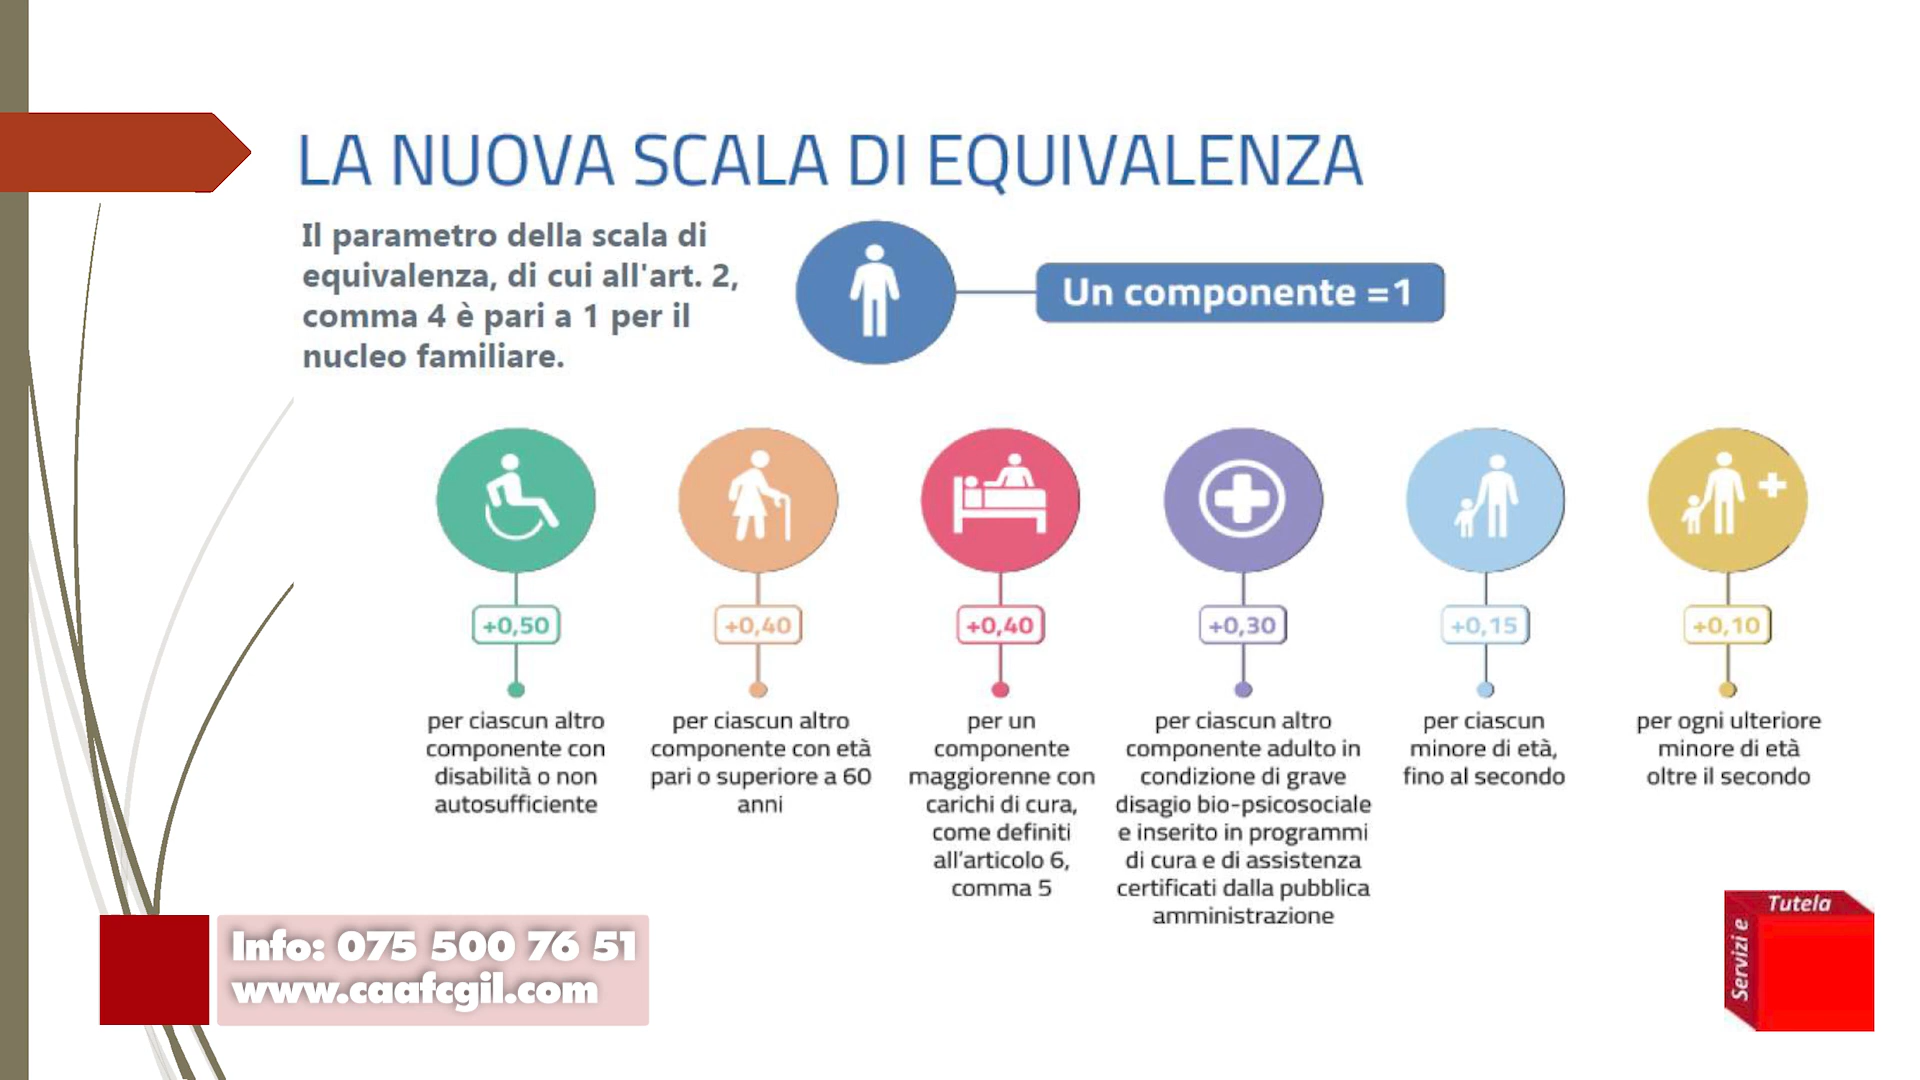 LA NUOVA SCALA DI EQUIVALENZA
Il parametro della scala di
equivalenza, di cui all'art. 2,
comma 4 è pari a 1 per il
nucleo familiare.
Un componente =1
+0,50
per ciascun altro
componente con
disabilità o non
autosufficiente
+0,40
per ciascun altro
componente con età
pari o superiore a 60
anni
+0,40
per un
componente
maggiorenne con
carichi di cura,
come definiti
all'articolo 6,
comma 5
+0,30
per ciascun altro
componente adulto in
condizione di grave
disagio bio-psicosociale
e inserito in programmi
di cura e di assistenza
certificati dalla pubblica
amministrazione
+0,15
per ciascun
minore di età,
fino al secondo
+0,10
per ogni ulteriore
minore di età
oltre il secondo
Info: 075 500 76 51
www.caafcgil.com
Tutela
Servizi e